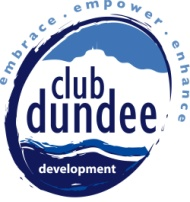 embrace . empower . enhance
club
dundee
development